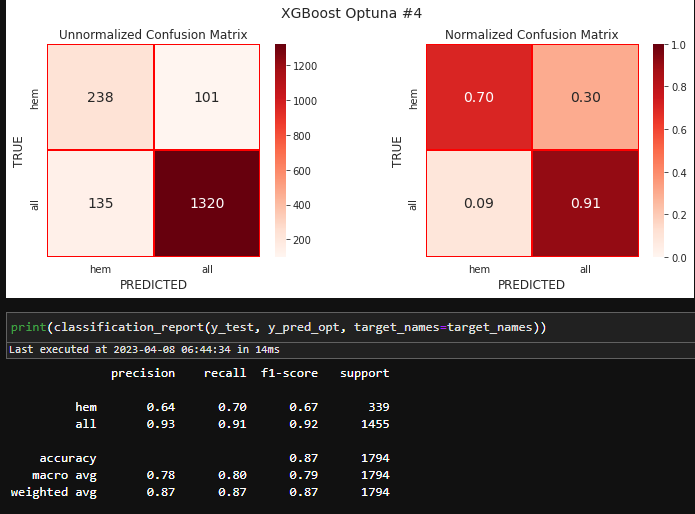 XGBoost Optuna #4
Unnormalized Confusion Matrix
Normalized Confusion Matrix
TRUE
hem
all
238 101
135 1320
hem all
PREDICTED
1200
1000
800
600
400
200
TRUE
hem
all
0.70 0.30
0.09 0.91
hem all
PREDICTED
1.0
0.8
0.6
0.4
0.2
0.0
print(classification_report(y_test, y_pred_opt, target_names=target_names))
Last executed at 2023-04-08 06:44:34 in 14ms
precision recall f1-score support
hem 0.64 0.70 0.67 339
all 0.93 0.91 0.92 1455
accuracy 0.87 1794
macro avg 0.78 0.80 0.79 1794
weighted avg 0.87 0.87 0.87 1794